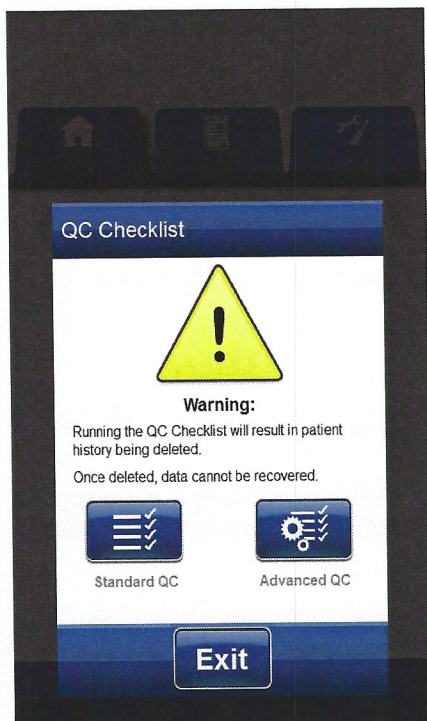 QC Checklist
!
Warning:
Running the QC Checklist will result in patient
history being deleted.
Once deleted, data cannot be recovered.
Standard QC
Advanced QC
Exit